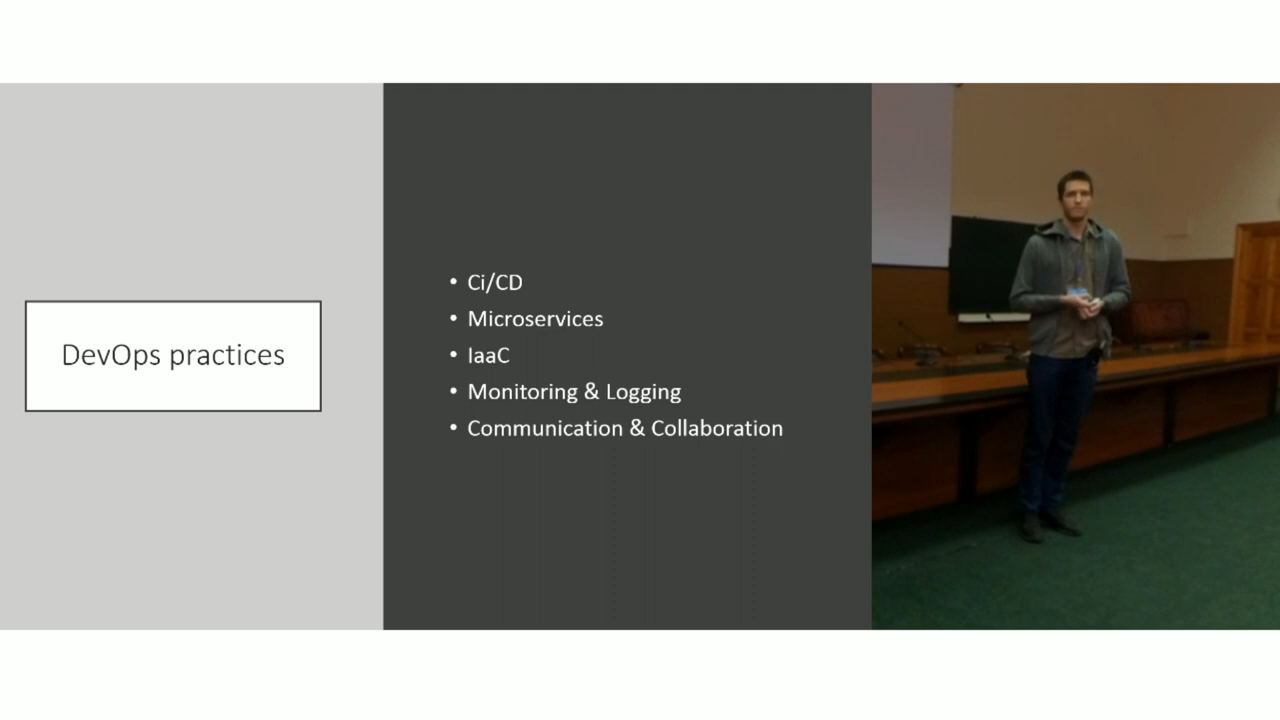 DevOps practices
• Ci/CD
• Microservices
• IaaC
• Monitoring & Logging
• Communication & Collaboration